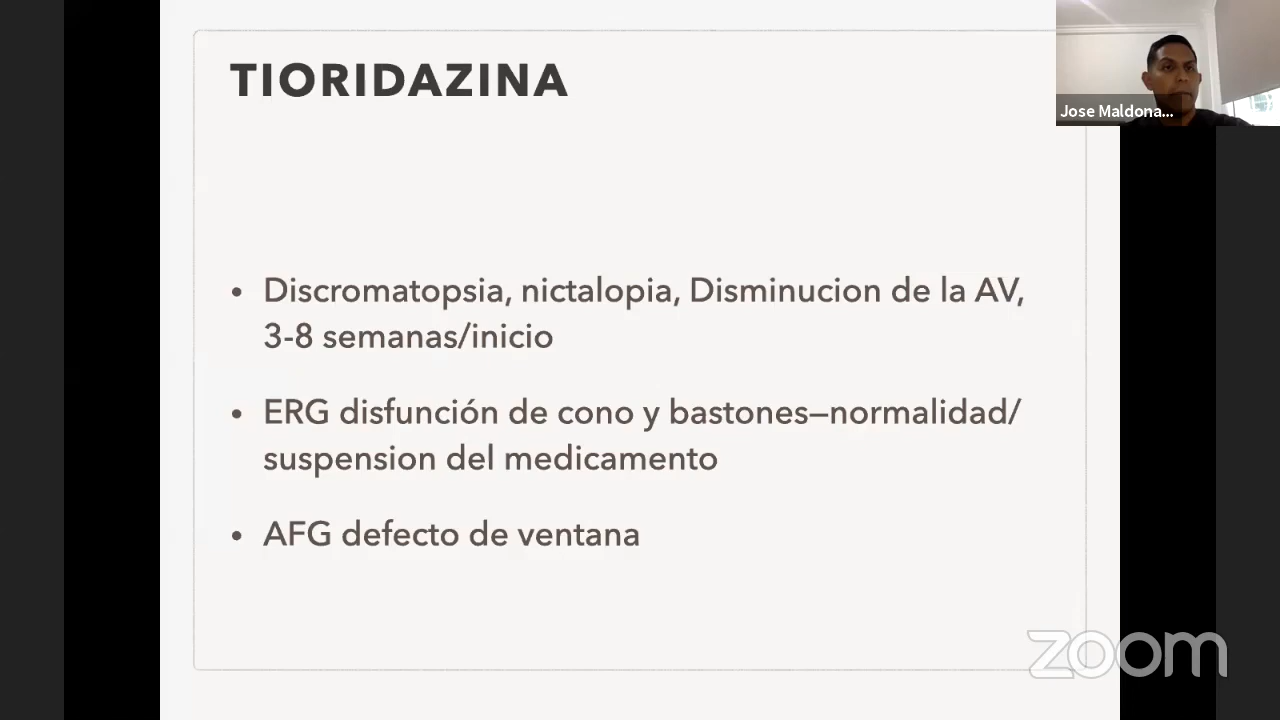 TIORIDAZINA
Jose Maldona...
• Discromatopsia, nictalopia, Disminucion de la AV,
3-8 semanas/inicio
• ERG disfunción de cono y bastones—normalidad/
suspension del medicamento
• AFG defecto de ventana
zoom